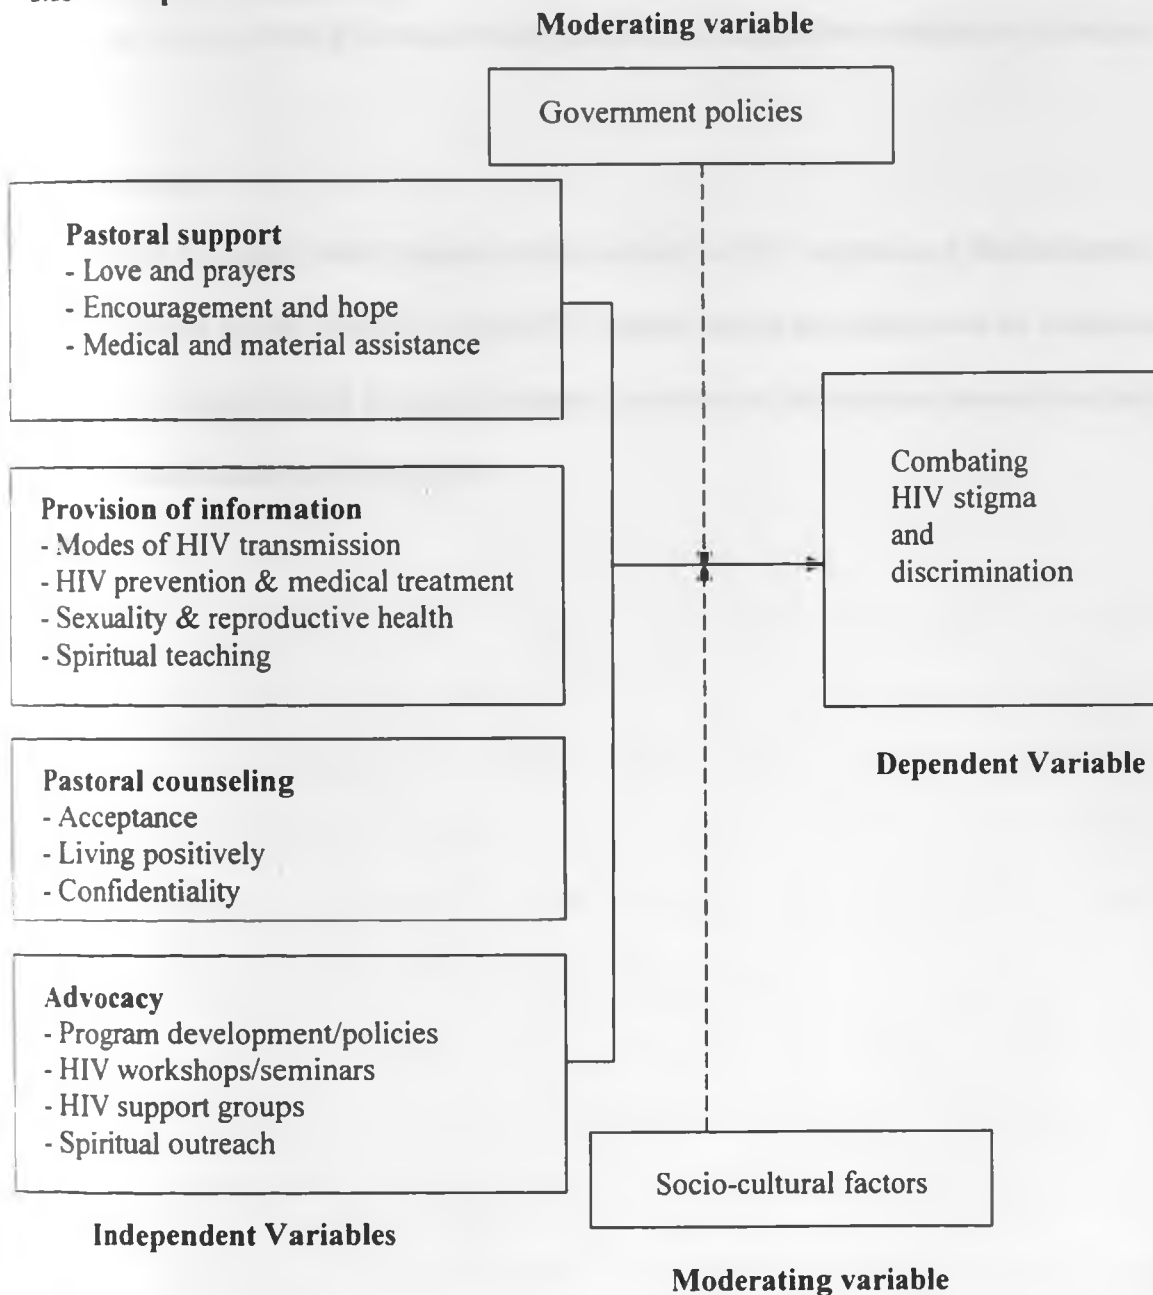 Moderating variable
Government policies
Pastoral support
- Love and prayers
- Encouragement and hope
- Medical and material assistance
Provision of information
- Modes of HIV transmission
- HIV prevention & medical treatment
- Sexuality & reproductive health
- Spiritual teaching
Pastoral counseling
- Acceptance
- Living positively
- Confidentiality
Advocacy
- Program development/policies
- HIV workshops/seminars
- HIV support groups
- Spiritual outreach
Independent Variables
Combating
HIV stigma
and
discrimination
Dependent Variable
Socio-cultural factors
Moderating variable